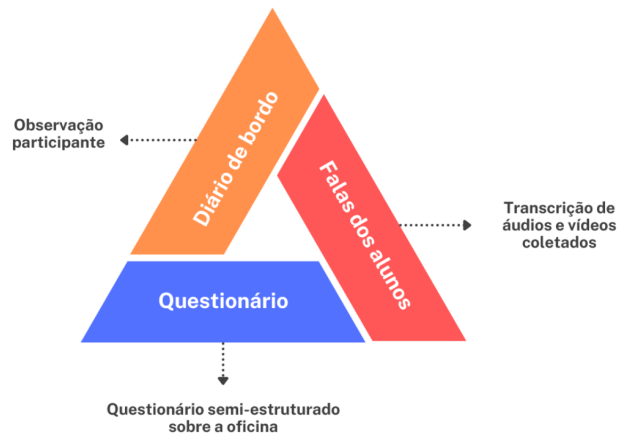 Diário de bordo
Observação
participante
Falas dos alunos
Transcrição de
áudios e vídeos
coletados
Questionário
Questionário semi-estruturado
sobre a oficina